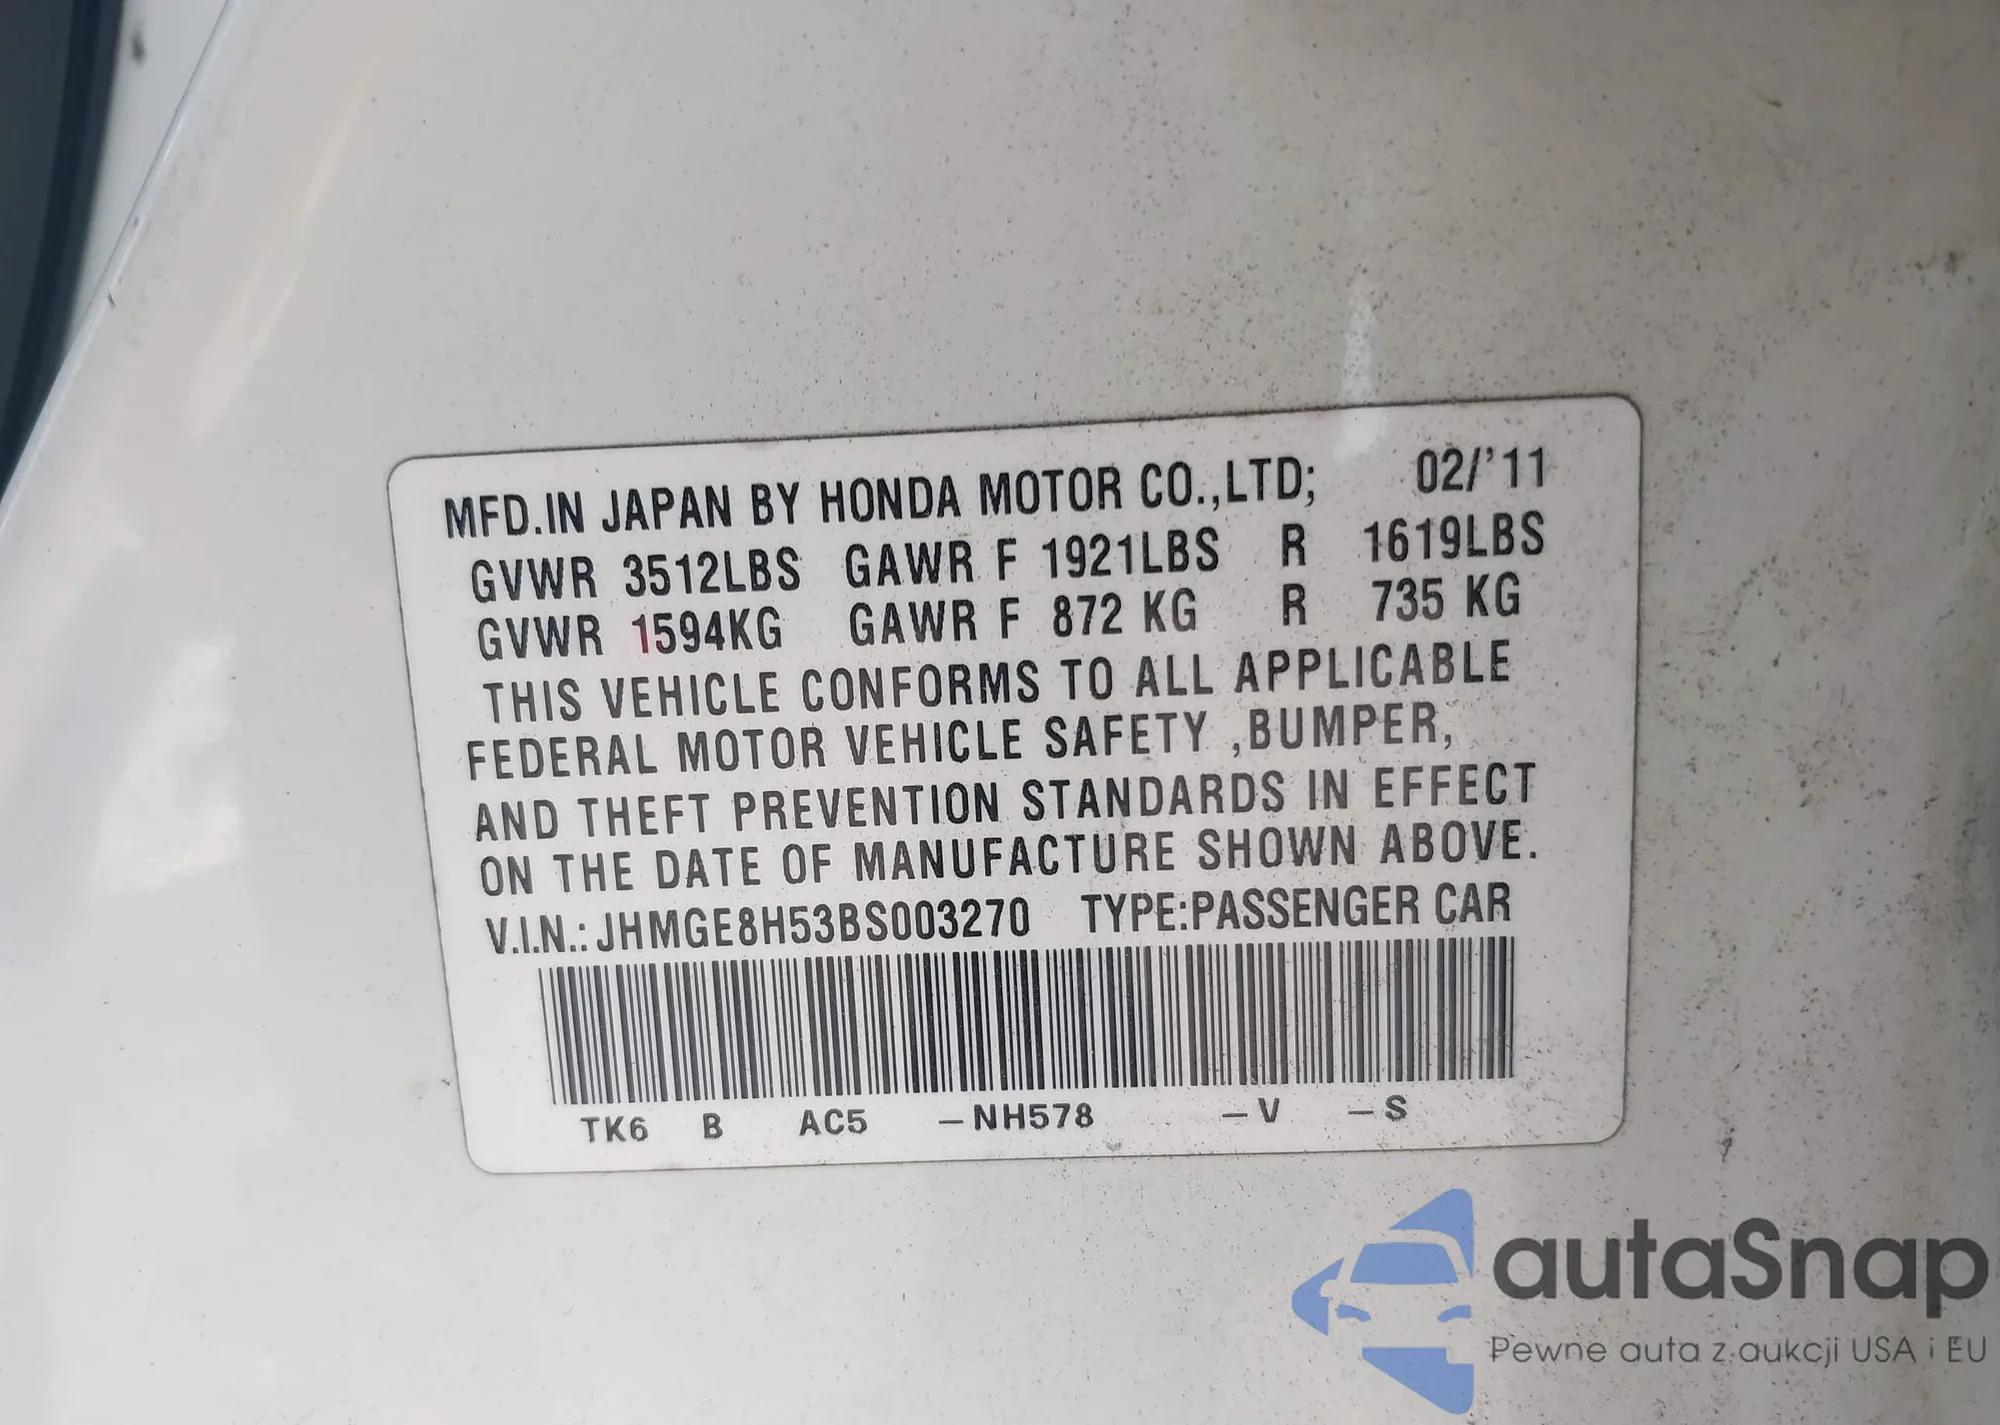 MFD.IN JAPAN BY HONDA MOTOR CO.,LTD; 02/'11
GVWR 3512LBS GAWR F 1921LBS R 1619LBS
GVWR 1594KG GAWR F 872 KG R 735 KG
THIS VEHICLE CONFORMS TO ALL APPLICABLE
FEDERAL MOTOR VEHICLE SAFETY ,BUMPER,
AND THEFT PREVENTION STANDARDS IN EFFECT
ON THE DATE OF MANUFACTURE SHOWN ABOVE.
V.I.N.: JHMGE8H53BS003270 TYPE:PASSENGER CAR
TK6 B AC5 –NH578 –V –S
autaSnap
Pewne auta z aukcji USA i EU